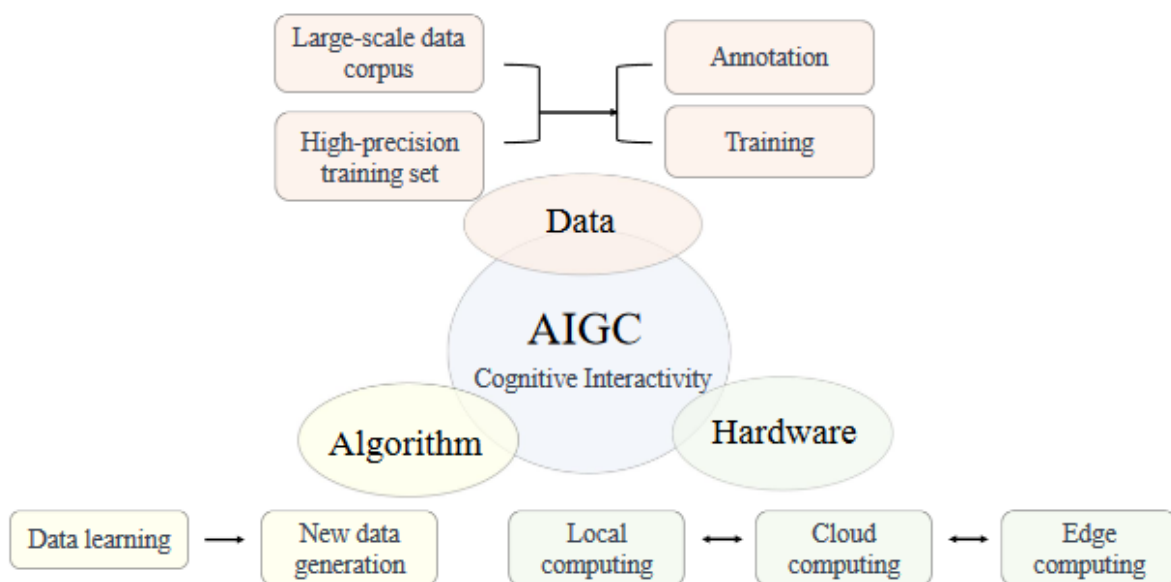 Large-scale data
corpus
Annotation
High-precision
training set
Training
Data
AIGC
Cognitive Interactivity
Algorithm
Hardware
Data learning
New data
generation
Local
computing
Cloud
computing
Edge
computing